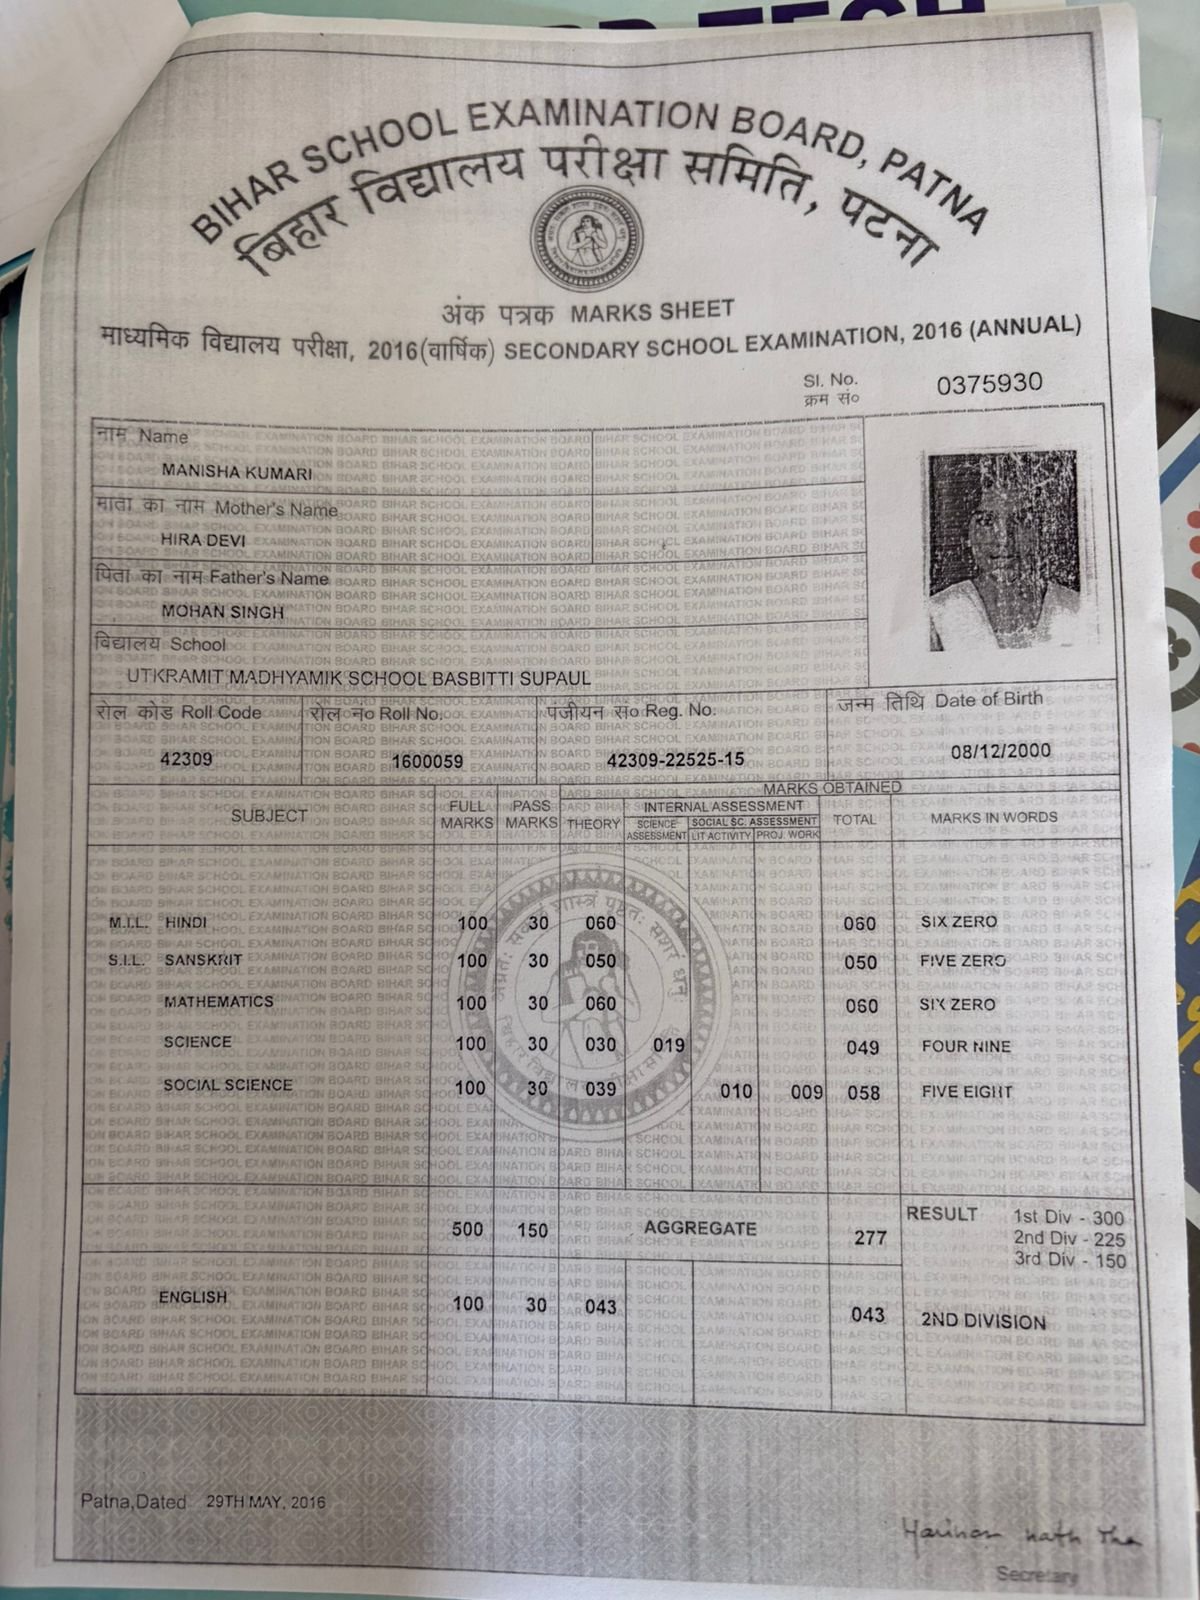 BIHAR SCHOOL EXAMINATION BOARD, PATNA
बिहार विद्यालय परीक्षा समिति, पटना
अंक पत्रक MARKS SHEET
माध्यमिक विद्यालय परीक्षा, 2016(वार्षिक) SECONDARY SCHOOL EXAMINATION, 2016 (ANNUAL)
Sl. No. 0375930
क्रम सं०
नाम Name
MANISHA KUMARI
माता का नाम Mother's Name
HIRA DEVI
पिता का नाम Father's Name
MOHAN SINGH
विद्यालय School
UTKRAMIT MADHYAMIK SCHOOL BASBITTI SUPAUL
रोल कोड Roll Code रोल नं० Roll No. पंजीयन सं० Reg. No. जन्म तिथि Date of Birth
42309 1600059 42309-22525-15 08/12/2000
MARKS OBTAINED
SUBJECT FULL MARKS PASS MARKS THEORY INTERNAL ASSESSMENT TOTAL MARKS IN WORDS
SCIENCE ASSESSMENT SOCIAL SC. ASSESSMENT
LIT ACTIVITY PROJ. WORK
M.I.L. HINDI 100 30 060 060 SIX ZERO
S.I.L. SANSKRIT 100 30 050 050 FIVE ZERO
MATHEMATICS 100 30 060 060 SIX ZERO
SCIENCE 100 30 030 019 049 FOUR NINE
SOCIAL SCIENCE 100 30 039 010 009 058 FIVE EIGHT
500 150 AGGREGATE 277 RESULT 1st Div - 300
2nd Div - 225
3rd Div - 150
ENGLISH 100 30 043 043 2ND DIVISION
Patna,Dated 29TH MAY, 2016
Secretary